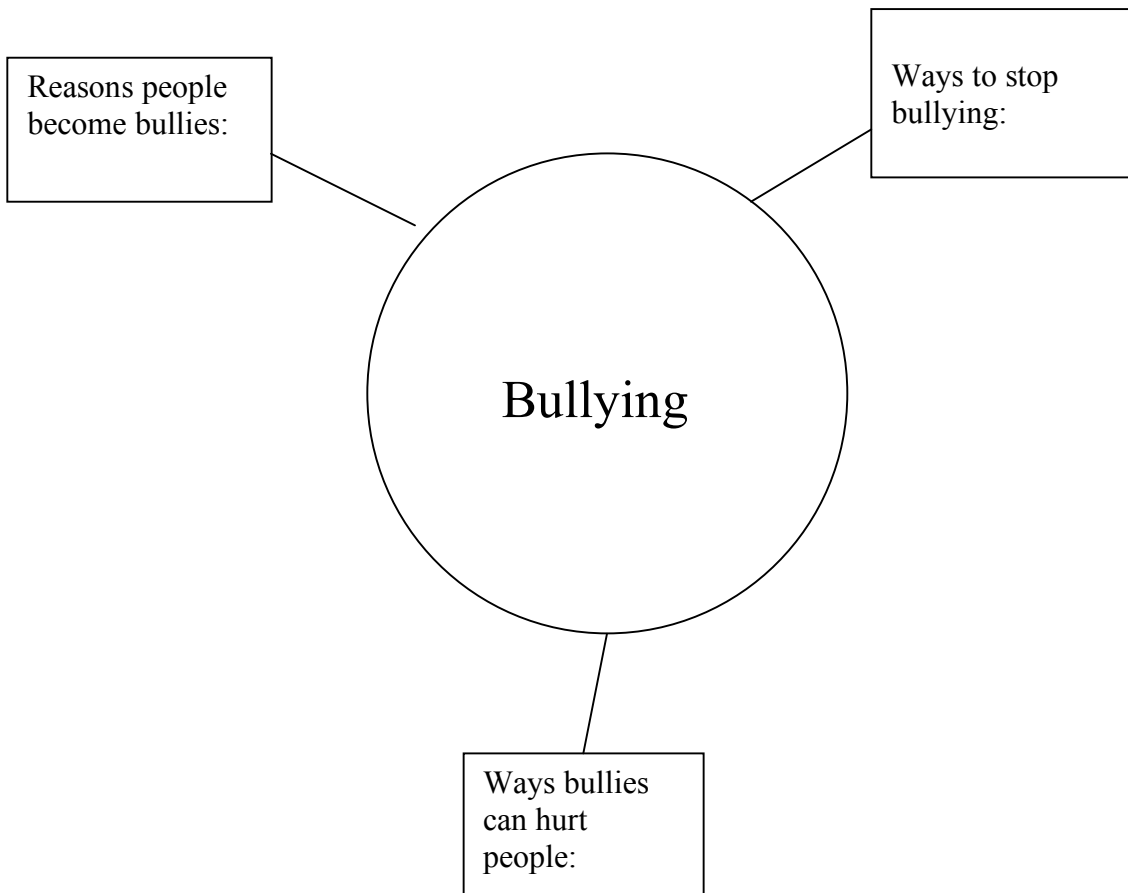 Reasons people
become bullies:
Ways to stop
bullying:
Bullying
Ways bullies
can hurt
people: